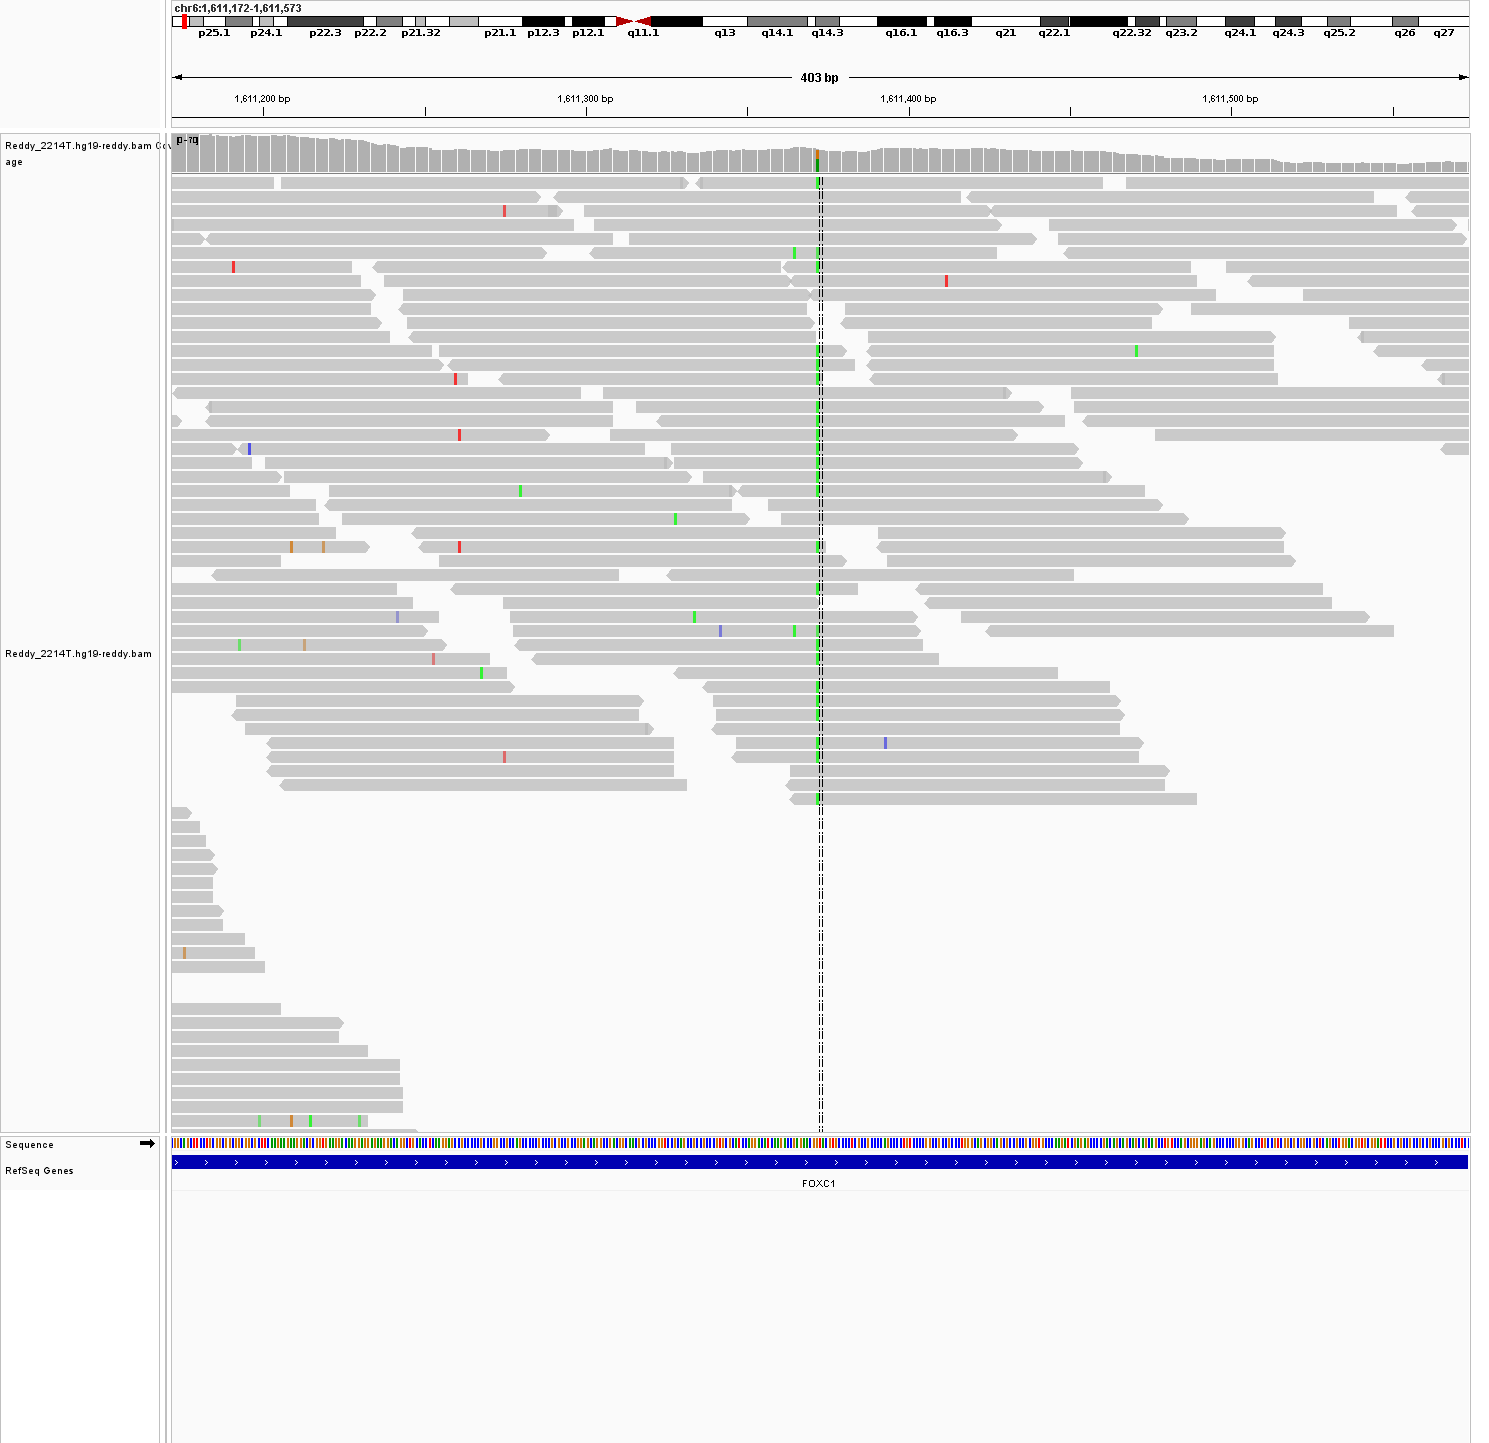 chr6:1,611,172-1,611,573
p25.1 p24.1 p22.3 p22.2 p21.32 p21.1 p12.3 p12.1 q11.1 q13 q14.1 q14.3 q16.1 q16.3 q21 q22.1 q22.32 q23.2 q24.1 q24.3 q25.2 q26 q27
403 bp
1,611,200 bp 1,611,300 bp 1,611,400 bp 1,611,500 bp
Reddy_2214T.hg19-reddy.bam
age
Reddy_2214T.hg19-reddy.bam
Sequence
RefSeq Genes
FOXC1